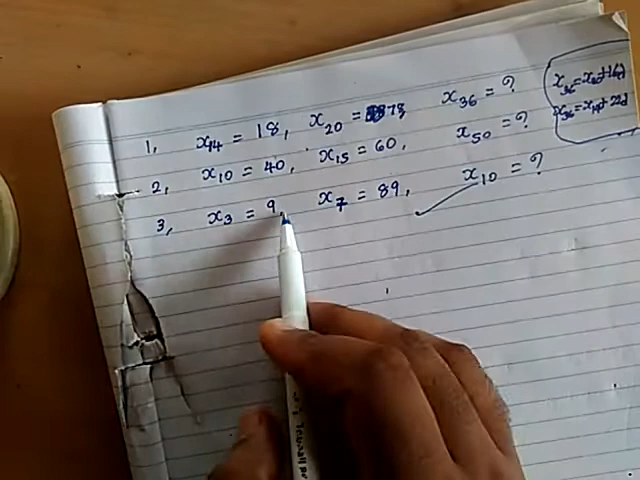 1, x14 = 18, x20 = 78 x36 = ?
2, x10 = 40, x15 = 60, x50 = ?
3, x3 = 9, x7 = 89, x10 = ?
x36 = x20 + 16d
x36 = x14 + 22d